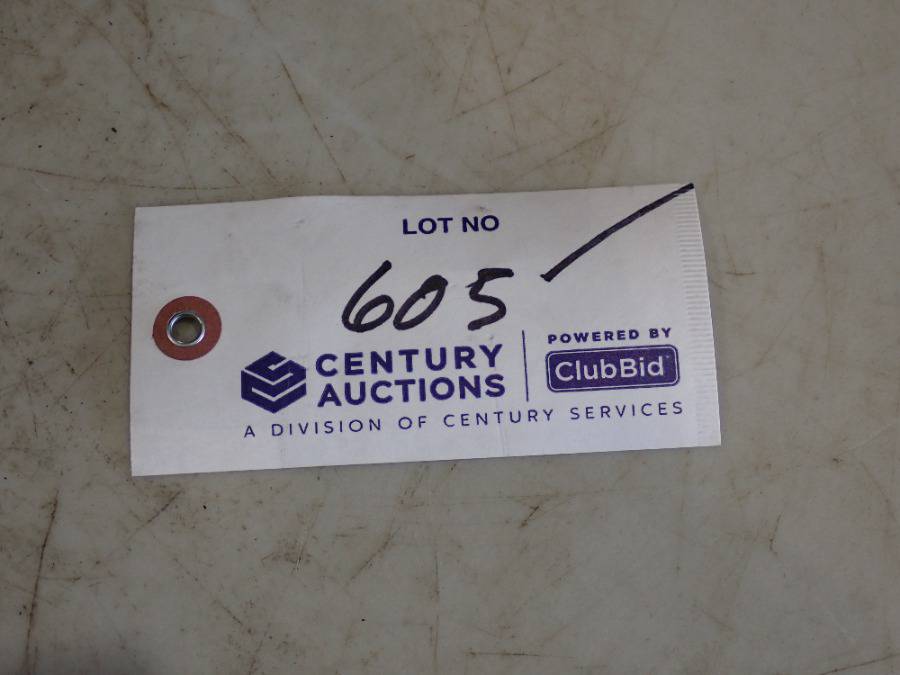 LOT NO
605
CENTURY
AUCTIONS
POWERED BY
ClubBid
A DIVISION OF CENTURY SERVICES